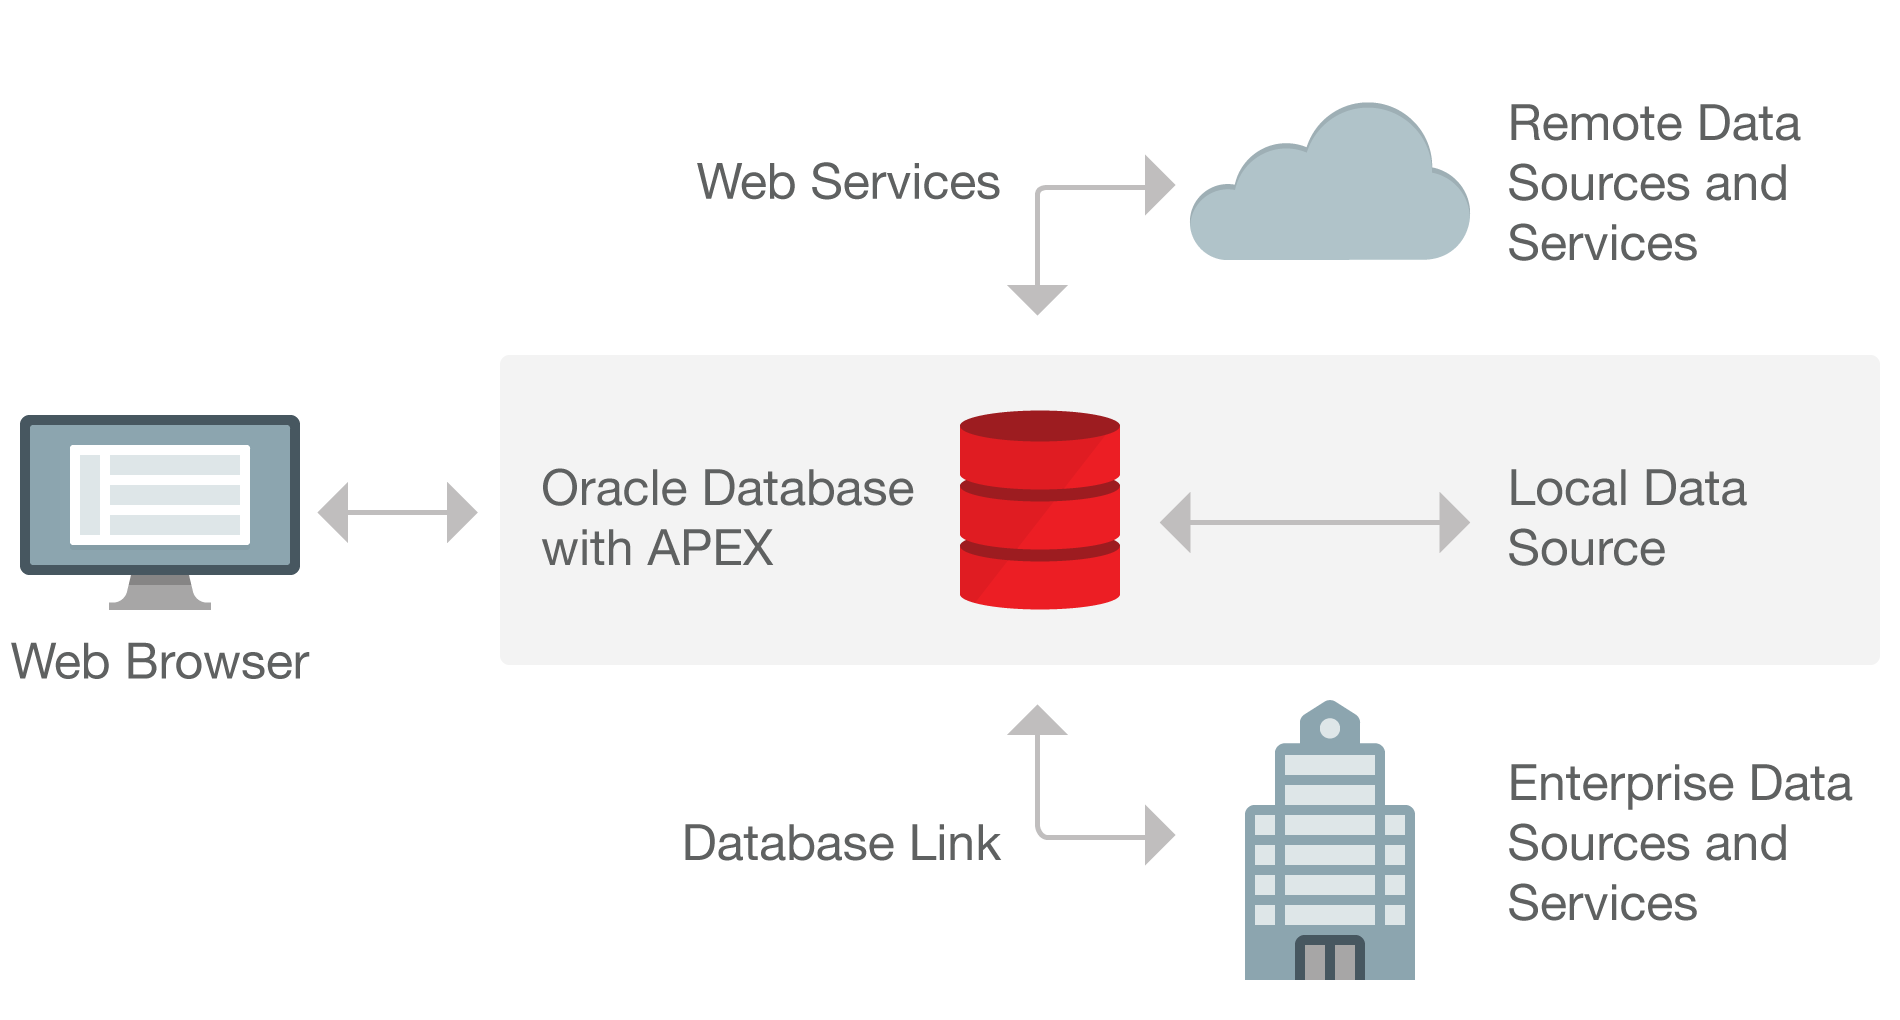 Web Services
Remote Data
Sources and
Services
Oracle Database
with APEX
Local Data
Source
Web Browser
Database Link
Enterprise Data
Sources and
Services